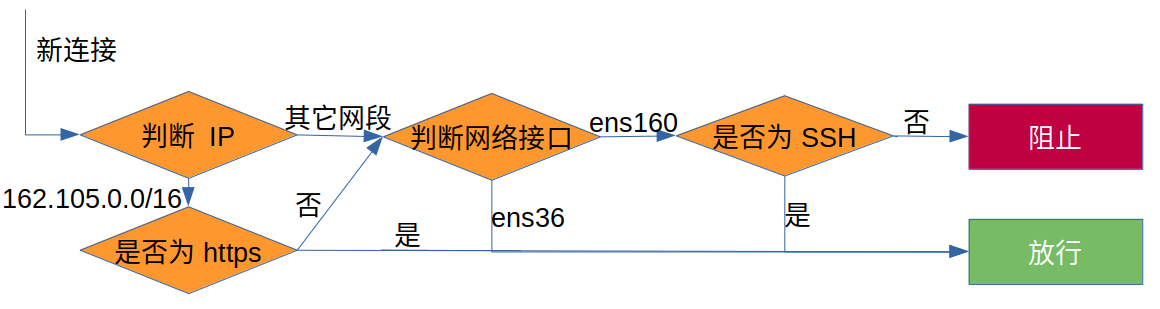 新连接
判断 IP
其它网段
判断网络接口
ens160
是否为 SSH
否
阻止
162.105.0.0/16
是否为 https
否
是
ens36
是
放行